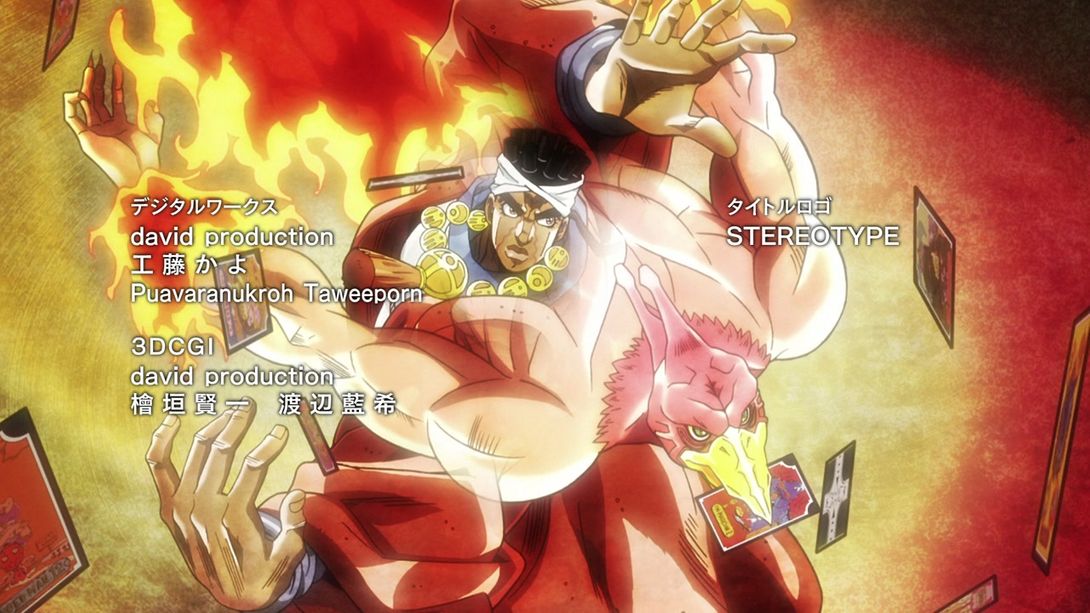 デジタルワークス
david production
工藤かよ
Puavaranukroh Taweeporn
3DCGI
david production
檜垣賢一　渡辺藍希
タイトルロゴ
STEREOTYPE